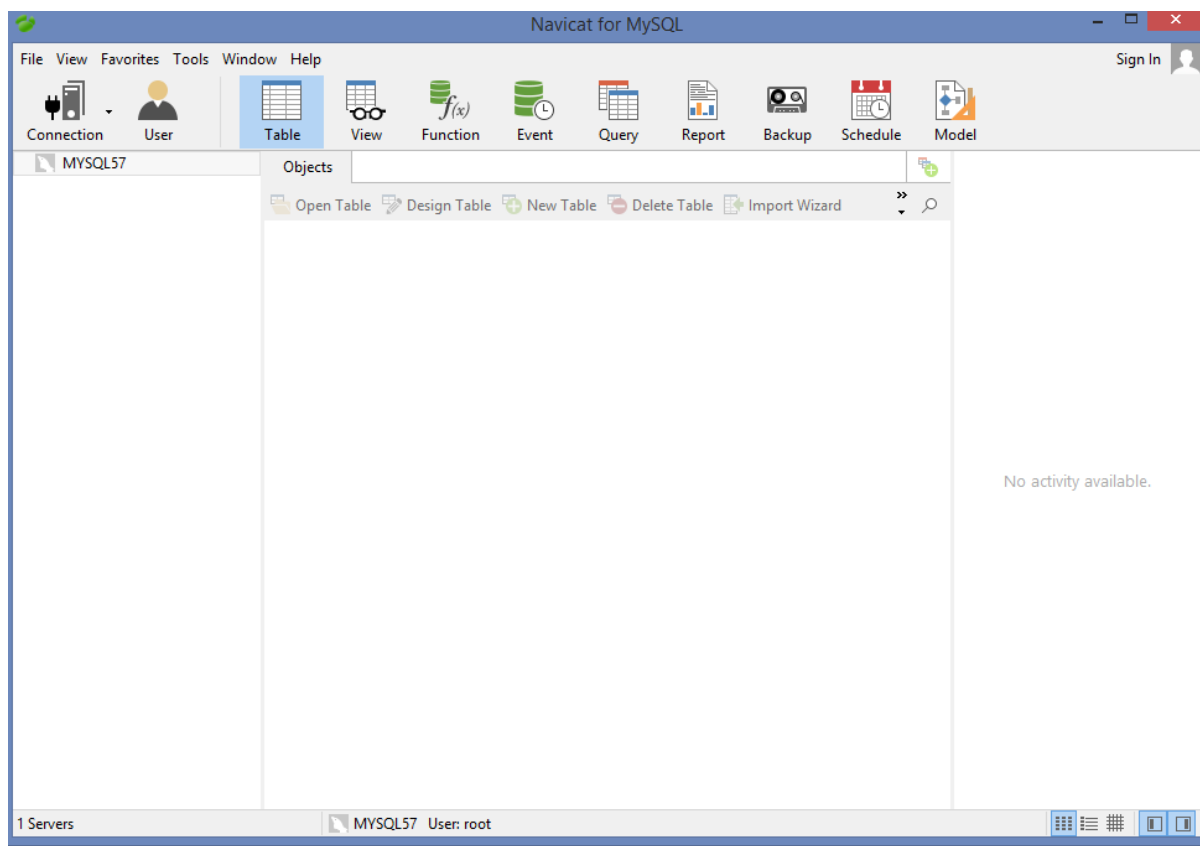 Navicat for MySQL
File View Favorites Tools Window Help Sign In
Connection User Table View Function Event Query Report Backup Schedule Model
MYSQL57 Objects
Open Table Design Table New Table Delete Table Import Wizard
No activity available.
1 Servers MYSQL57 User: root